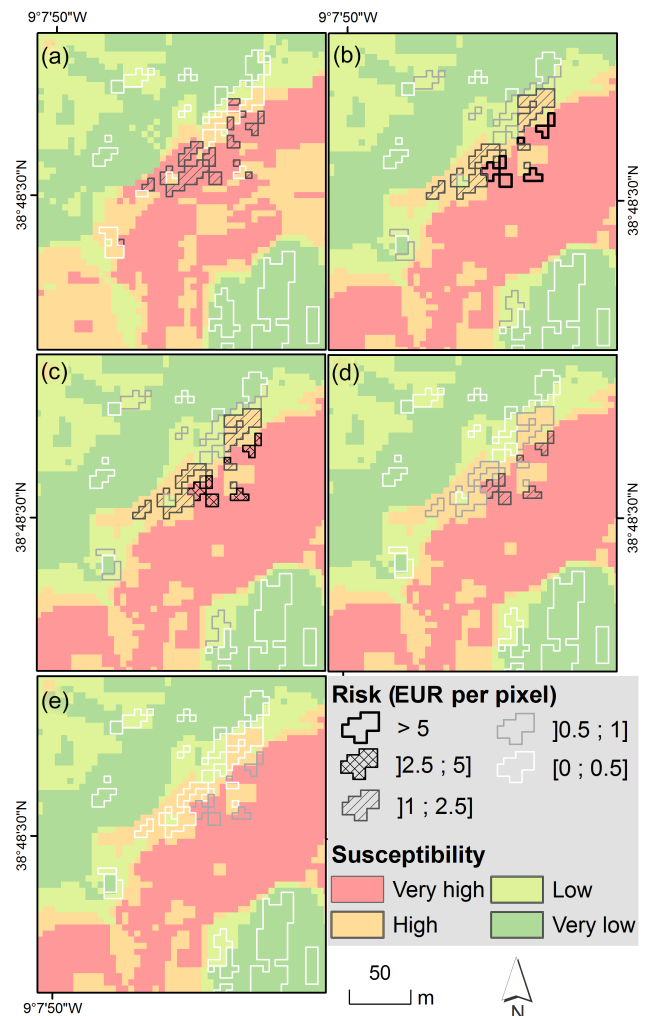 9°7'50"W
9°7'50"W
(a)
(b)
38°48'30"N
38°48'30"N
(c)
(d)
38°48'30"N
38°48'30"N
(e)
38°48'30"N
9°7'50"W
Risk (EUR per pixel)
> 5
]0.5 ; 1]
]2.5 ; 5]
[0 ; 0.5]
]1 ; 2.5]
Susceptibility
Very high
Low
High
Very low
50
m
N